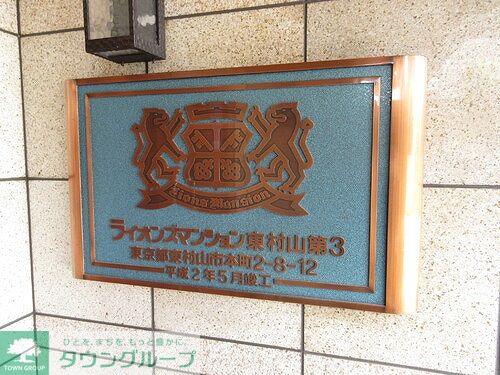 Lions Mansion
ライオンズマンション東村山第3
東京都東村山市本町2-8-12
平成2年5月竣工
ひとを、まちを、もっと豊かに。
タウングループ
TOWN GROUP